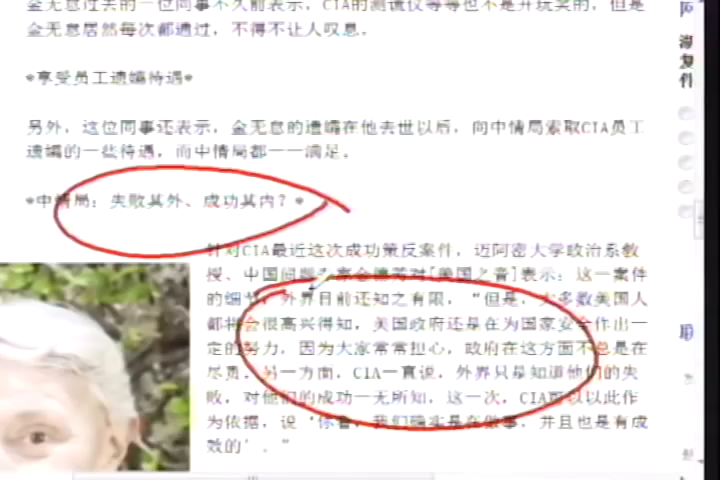 金无怠过去的一位同事不久前表示，CIA的测谎仪等等也不是开玩笑的，但是
金无怠居然每次都通过，不得不让人叹息。
*享受员工遗孀待遇*
另外，这位同事还表示，金无怠的遗孀在他去世以后，向中情局索取CIA员工
遗孀的一些待遇，而中情局都一一满足。
*中情局：失败其外、成功其内？*
针对CIA最近这次成功策反案件，迈阿密大学政治系教
授、中国问题专家金德芳对[美国之音]表示：这一案件
的细节，外界目前还知之有限，“但是，大多数美国人
都将会很高兴得知，美国政府还是在为国家安全作出一
定的努力，因为大家常常担心，政府在这方面不总是在
尽责。另一方面，CIA一直说，外界只是知道他们的失
败，对他们的成功一无所知，这一次，CIA可以以此作
为依据，说‘你看，我们确实是在做事，并且也是有成
效的’。”
复
件